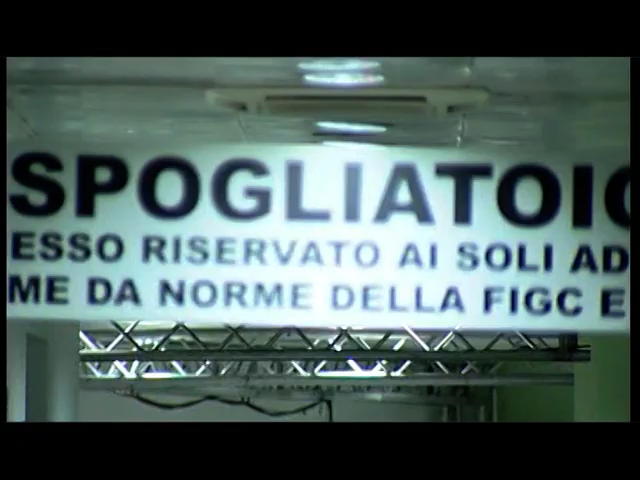 SPOGLIATOIO
ESSO RISERVATO AI SOLI AD
ME DA NORME DELLA FIGC E